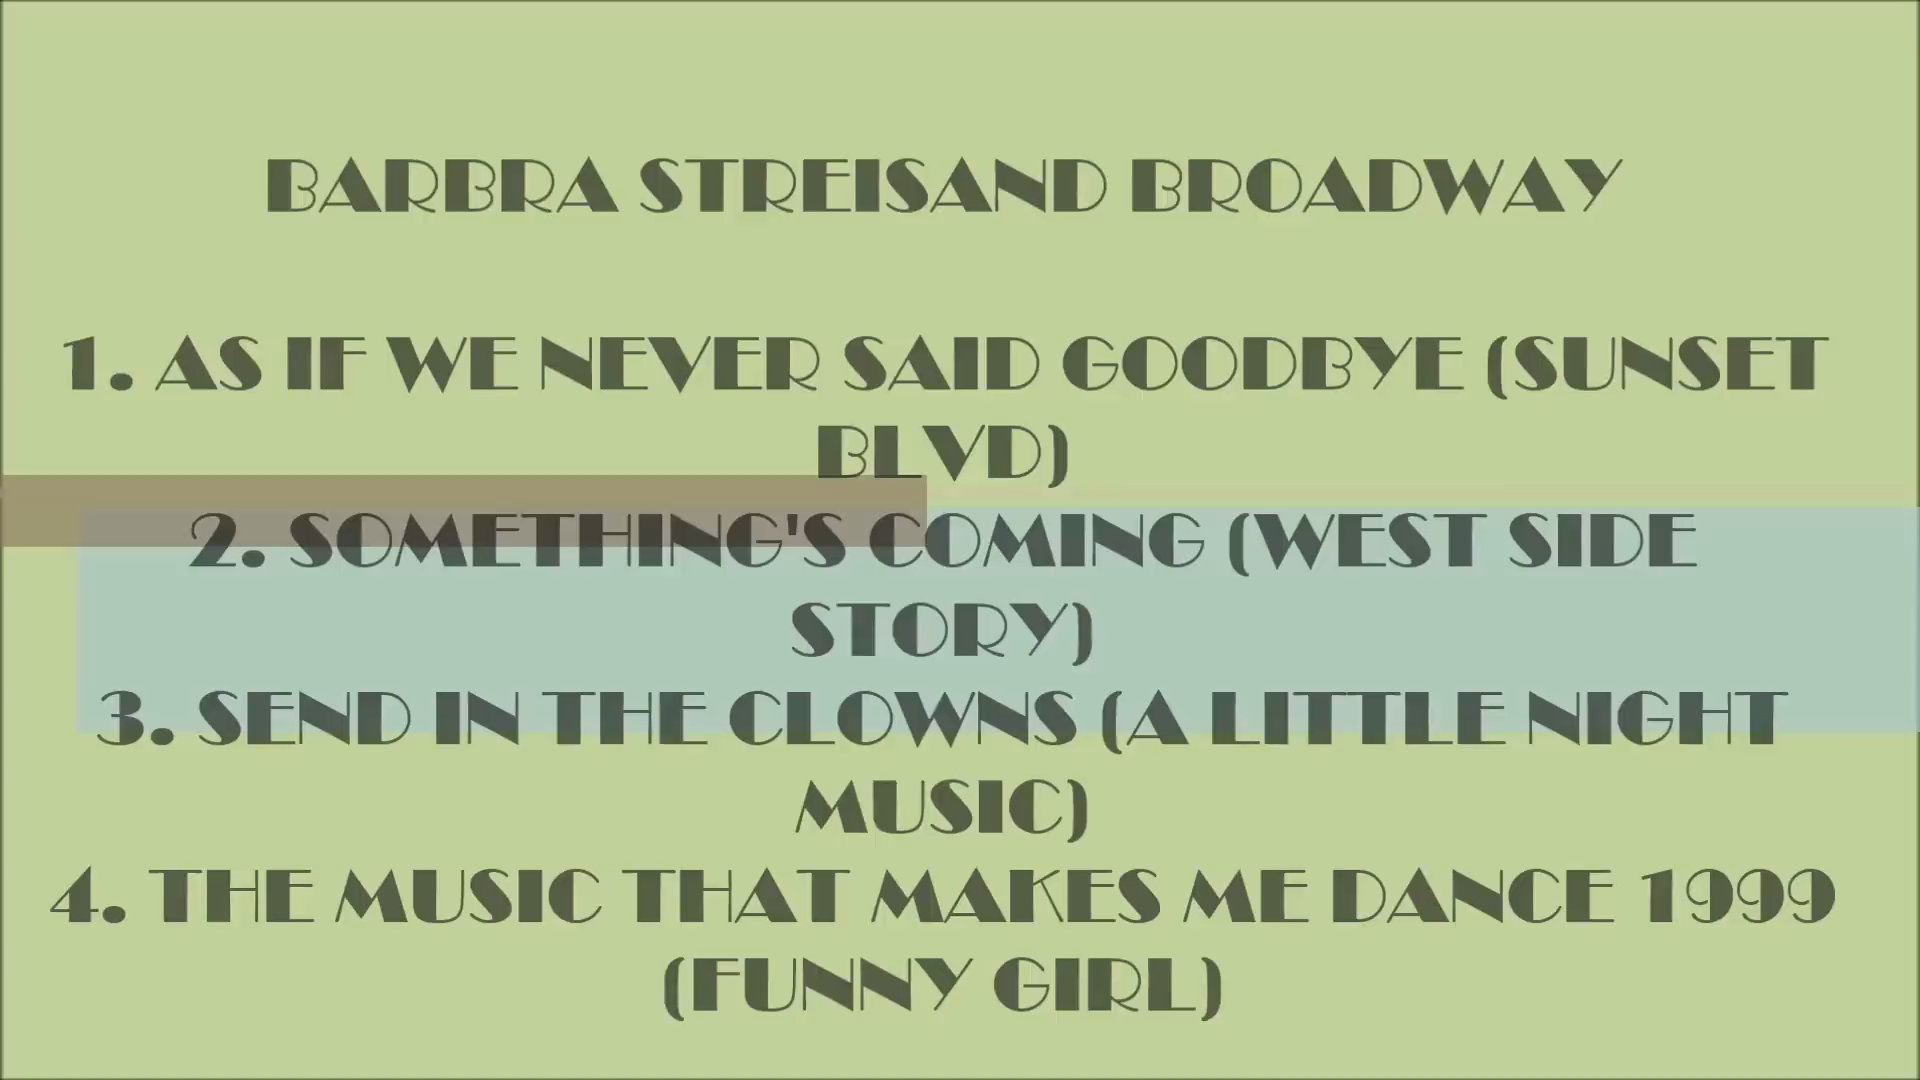 BARBRA STREISAND BROADWAY
1. AS IF WE NEVER SAID GOODBYE (SUNSET
BLVD)
2. SOMETHING'S COMING (WEST SIDE
STORY)
3. SEND IN THE CLOWNS (A LITTLE NIGHT
MUSIC)
4. THE MUSIC THAT MAKES ME DANCE 1999
(FUNNY GIRL)